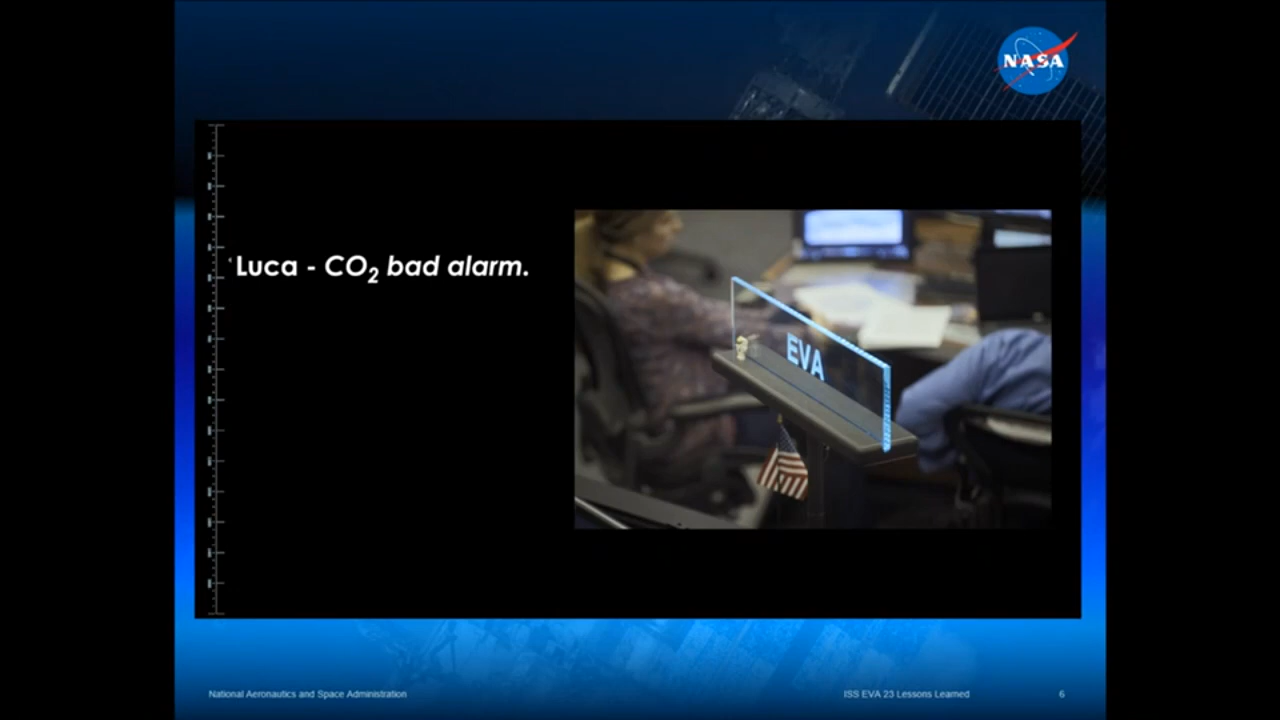 NASA
Luca - CO₂ bad alarm.
EVA
National Aeronautics and Space Administration
ISS EVA 23 Lessons Learned
6